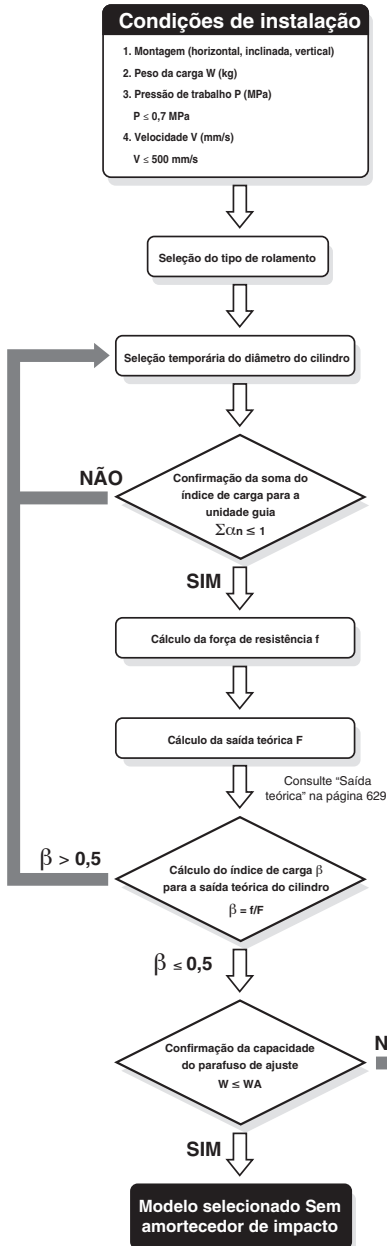 Condições de instalação
1. Montagem (horizontal, inclinada, vertical)
2. Peso da carga W (kg)
3. Pressão de trabalho P (MPa)
P ≤ 0,7 MPa
4. Velocidade V (mm/s)
V ≤ 500 mm/s
Seleção do tipo de rolamento
Seleção temporária do diâmetro do cilindro
NÃO
Confirmação da soma do
índice de carga para a
unidade guia
Σαn ≤ 1
SIM
Cálculo da força de resistência f
Cálculo da saída teórica F
Consulte “Saída
teórica” na página 629
β > 0,5
Cálculo do índice de carga β
para a saída teórica do cilindro
β = f/F
β ≤ 0,5
Confirmação da capacidade
do parafuso de ajuste
W ≤ WA
N
SIM
Modelo selecionado Sem
amortecedor de impacto